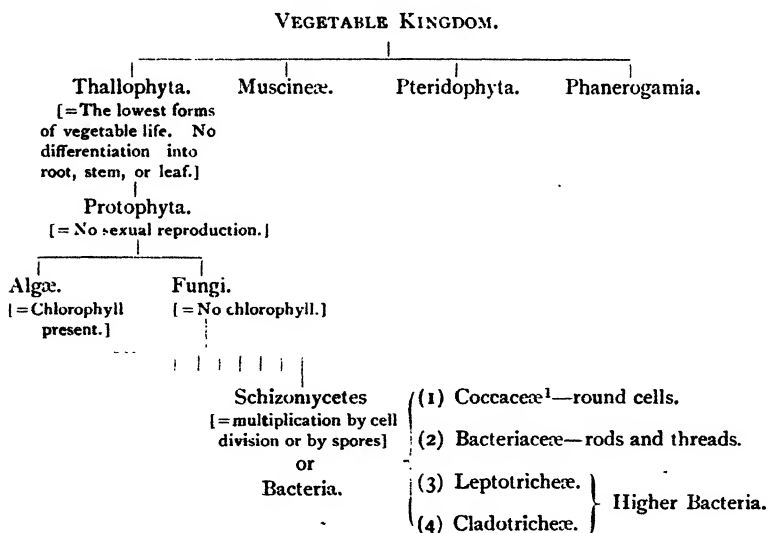 VEGETABLE KINGDOM.
Thallophyta. Muscineæ. Pteridophyta. Phanerogamia.
[=The lowest forms
of vegetable life. No
differentiation into
root, stem, or leaf.]
Protophyta.
[= No sexual reproduction.]
Algæ. Fungi.
[=Chlorophyll [= No chlorophyll.]
present.]
Schizomycetes
[=multiplication by cell
division or by spores]
or
Bacteria.
(1) Coccaceæ¹—round cells.
(2) Bacteriaceæ—rods and threads.
(3) Leptotricheæ.
(4) Cladotricheæ.
Higher Bacteria.